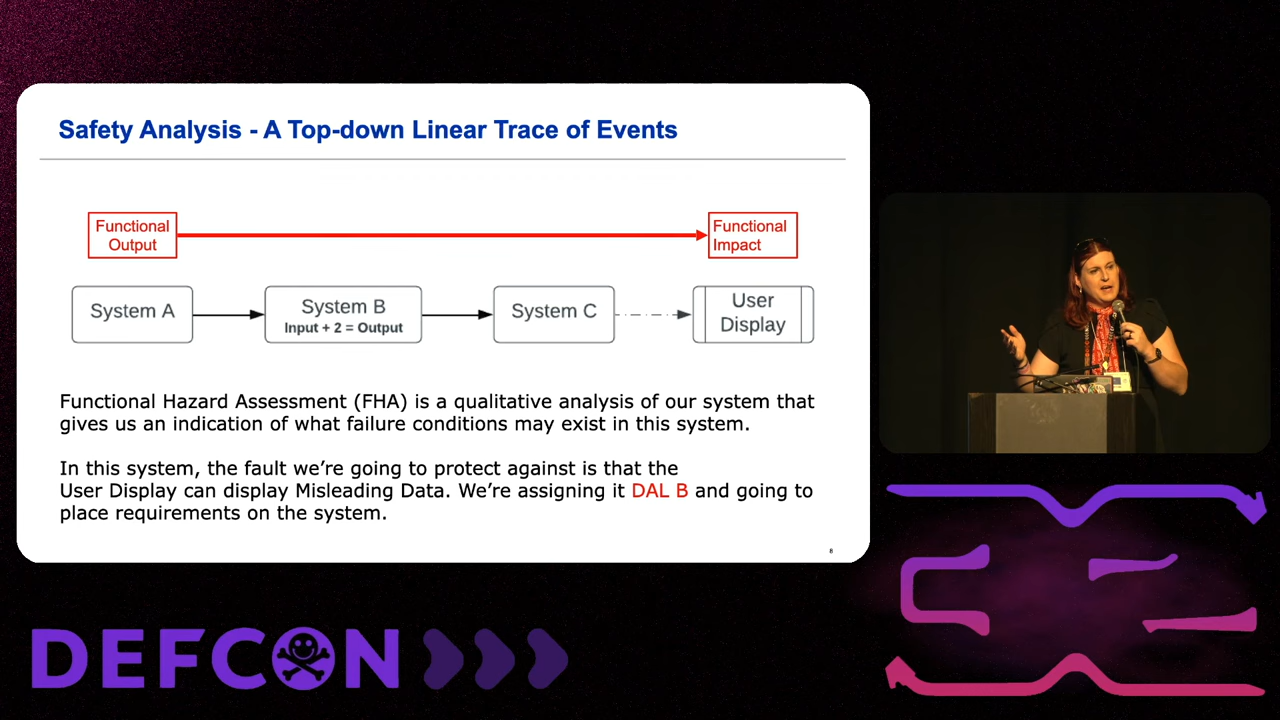 Safety Analysis - A Top-down Linear Trace of Events
Functional
Output
Functional
Impact
System A
System B
Input + 2 = Output
System C
User
Display
Functional Hazard Assessment (FHA) is a qualitative analysis of our system that
gives us an indication of what failure conditions may exist in this system.
In this system, the fault we're going to protect against is that the
User Display can display Misleading Data. We're assigning it DAL B and going to
place requirements on the system.
8
DEFCON